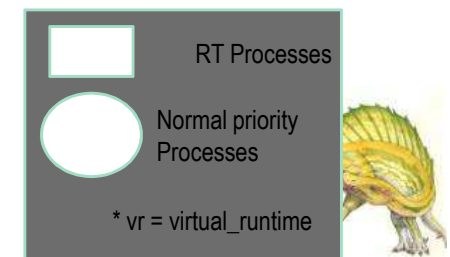 RT Processes
Normal priority
Processes
* vr = virtual_runtime